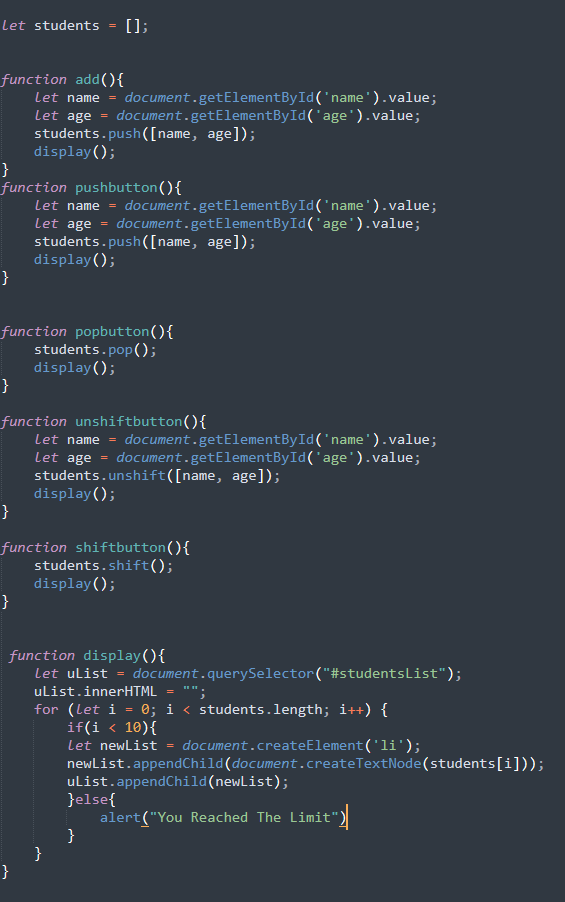 let students = [];
function add(){
let name = document.getElementById('name').value;
let age = document.getElementById('age').value;
students.push([name, age]);
display();
}
function pushbutton(){
let name = document.getElementById('name').value;
let age = document.getElementById('age').value;
students.push([name, age]);
display();
}
function popbutton(){
students.pop();
display();
}
function unshiftbutton(){
let name = document.getElementById('name').value;
let age = document.getElementById('age').value;
students.unshift([name, age]);
display();
}
function shiftbutton(){
students.shift();
display();
}
function display(){
let uList = document.querySelector("#studentsList");
uList.innerHTML = "";
for (let i = 0; i < students.length; i++) {
if(i < 10){
let newList = document.createElement('li');
newList.appendChild(document.createTextNode(students[i]));
uList.appendChild(newList);
}else{
alert("You Reached The Limit")
}
}
}